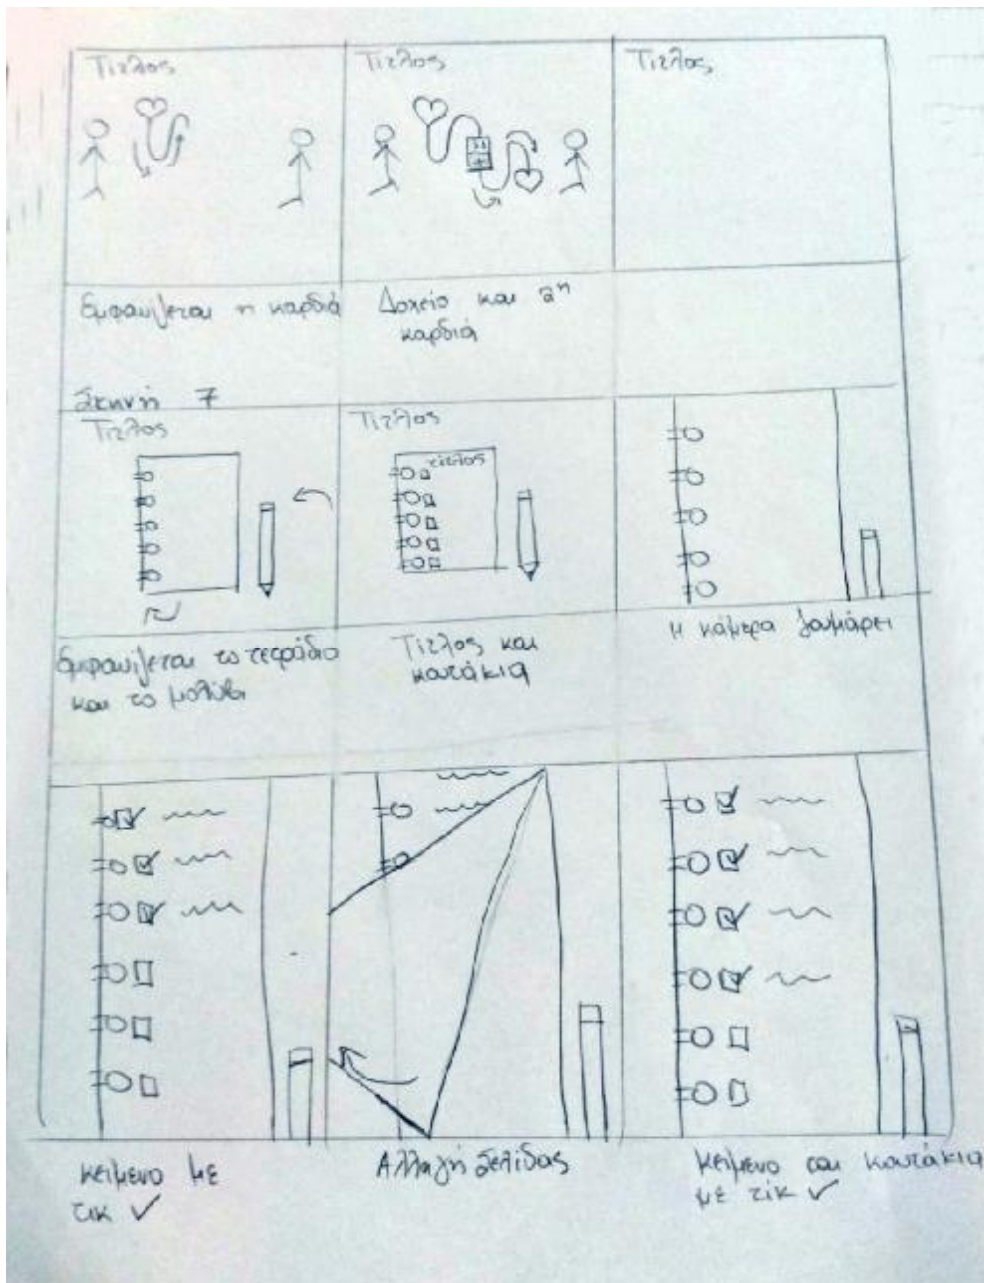 Τίτλος
Τίτλος
Τίτλος
Εμφανίζεται η καρδιά
Δοχείο και 2η
καρδιά
Σκηνή 7
Τίτλος
Τίτλος
τίτλος
Εμφανίζεται το τετράδιο
και το μολύβι
Τίτλος και
κουτάκια
Η κάμερα ζουμάρει
κείμενο με
τικ ✓
Αλλαγή σελίδας
κείμενο και κουτάκια
με τίκ ✓